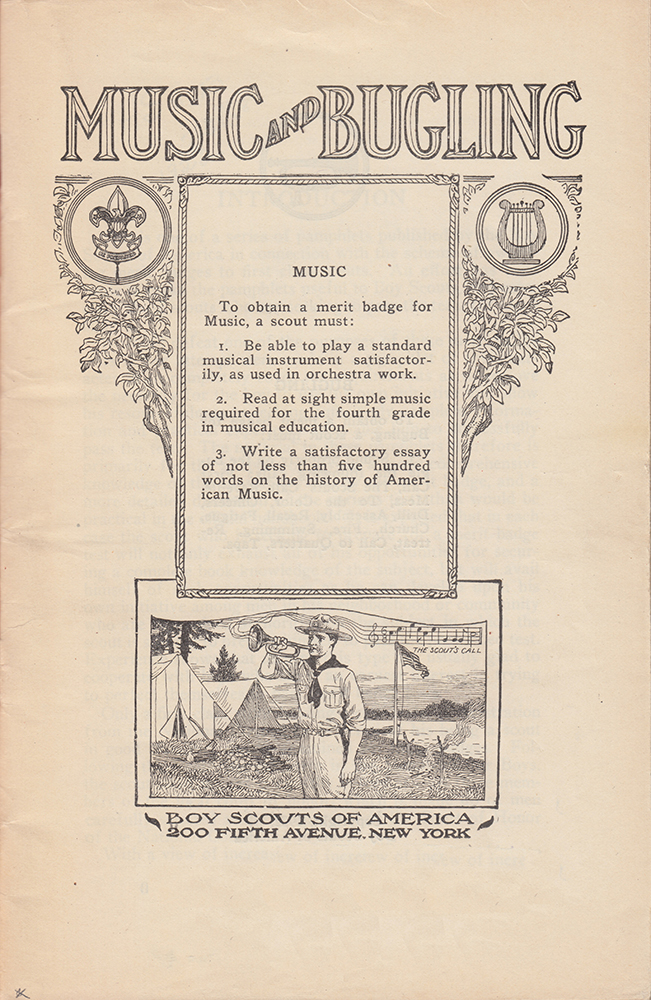 MUSIC AND BUGLING
MUSIC
To obtain a merit badge for
Music, a scout must:
1. Be able to play a standard
musical instrument satisfactor-
ily, as used in orchestra work.
2. Read at sight simple music
required for the fourth grade
in musical education.
3. Write a satisfactory essay
of not less than five hundred
words on the history of Amer-
ican Music.
THE SCOUT'S CALL
BOY SCOUTS OF AMERICA
200 FIFTH AVENUE, NEW YORK